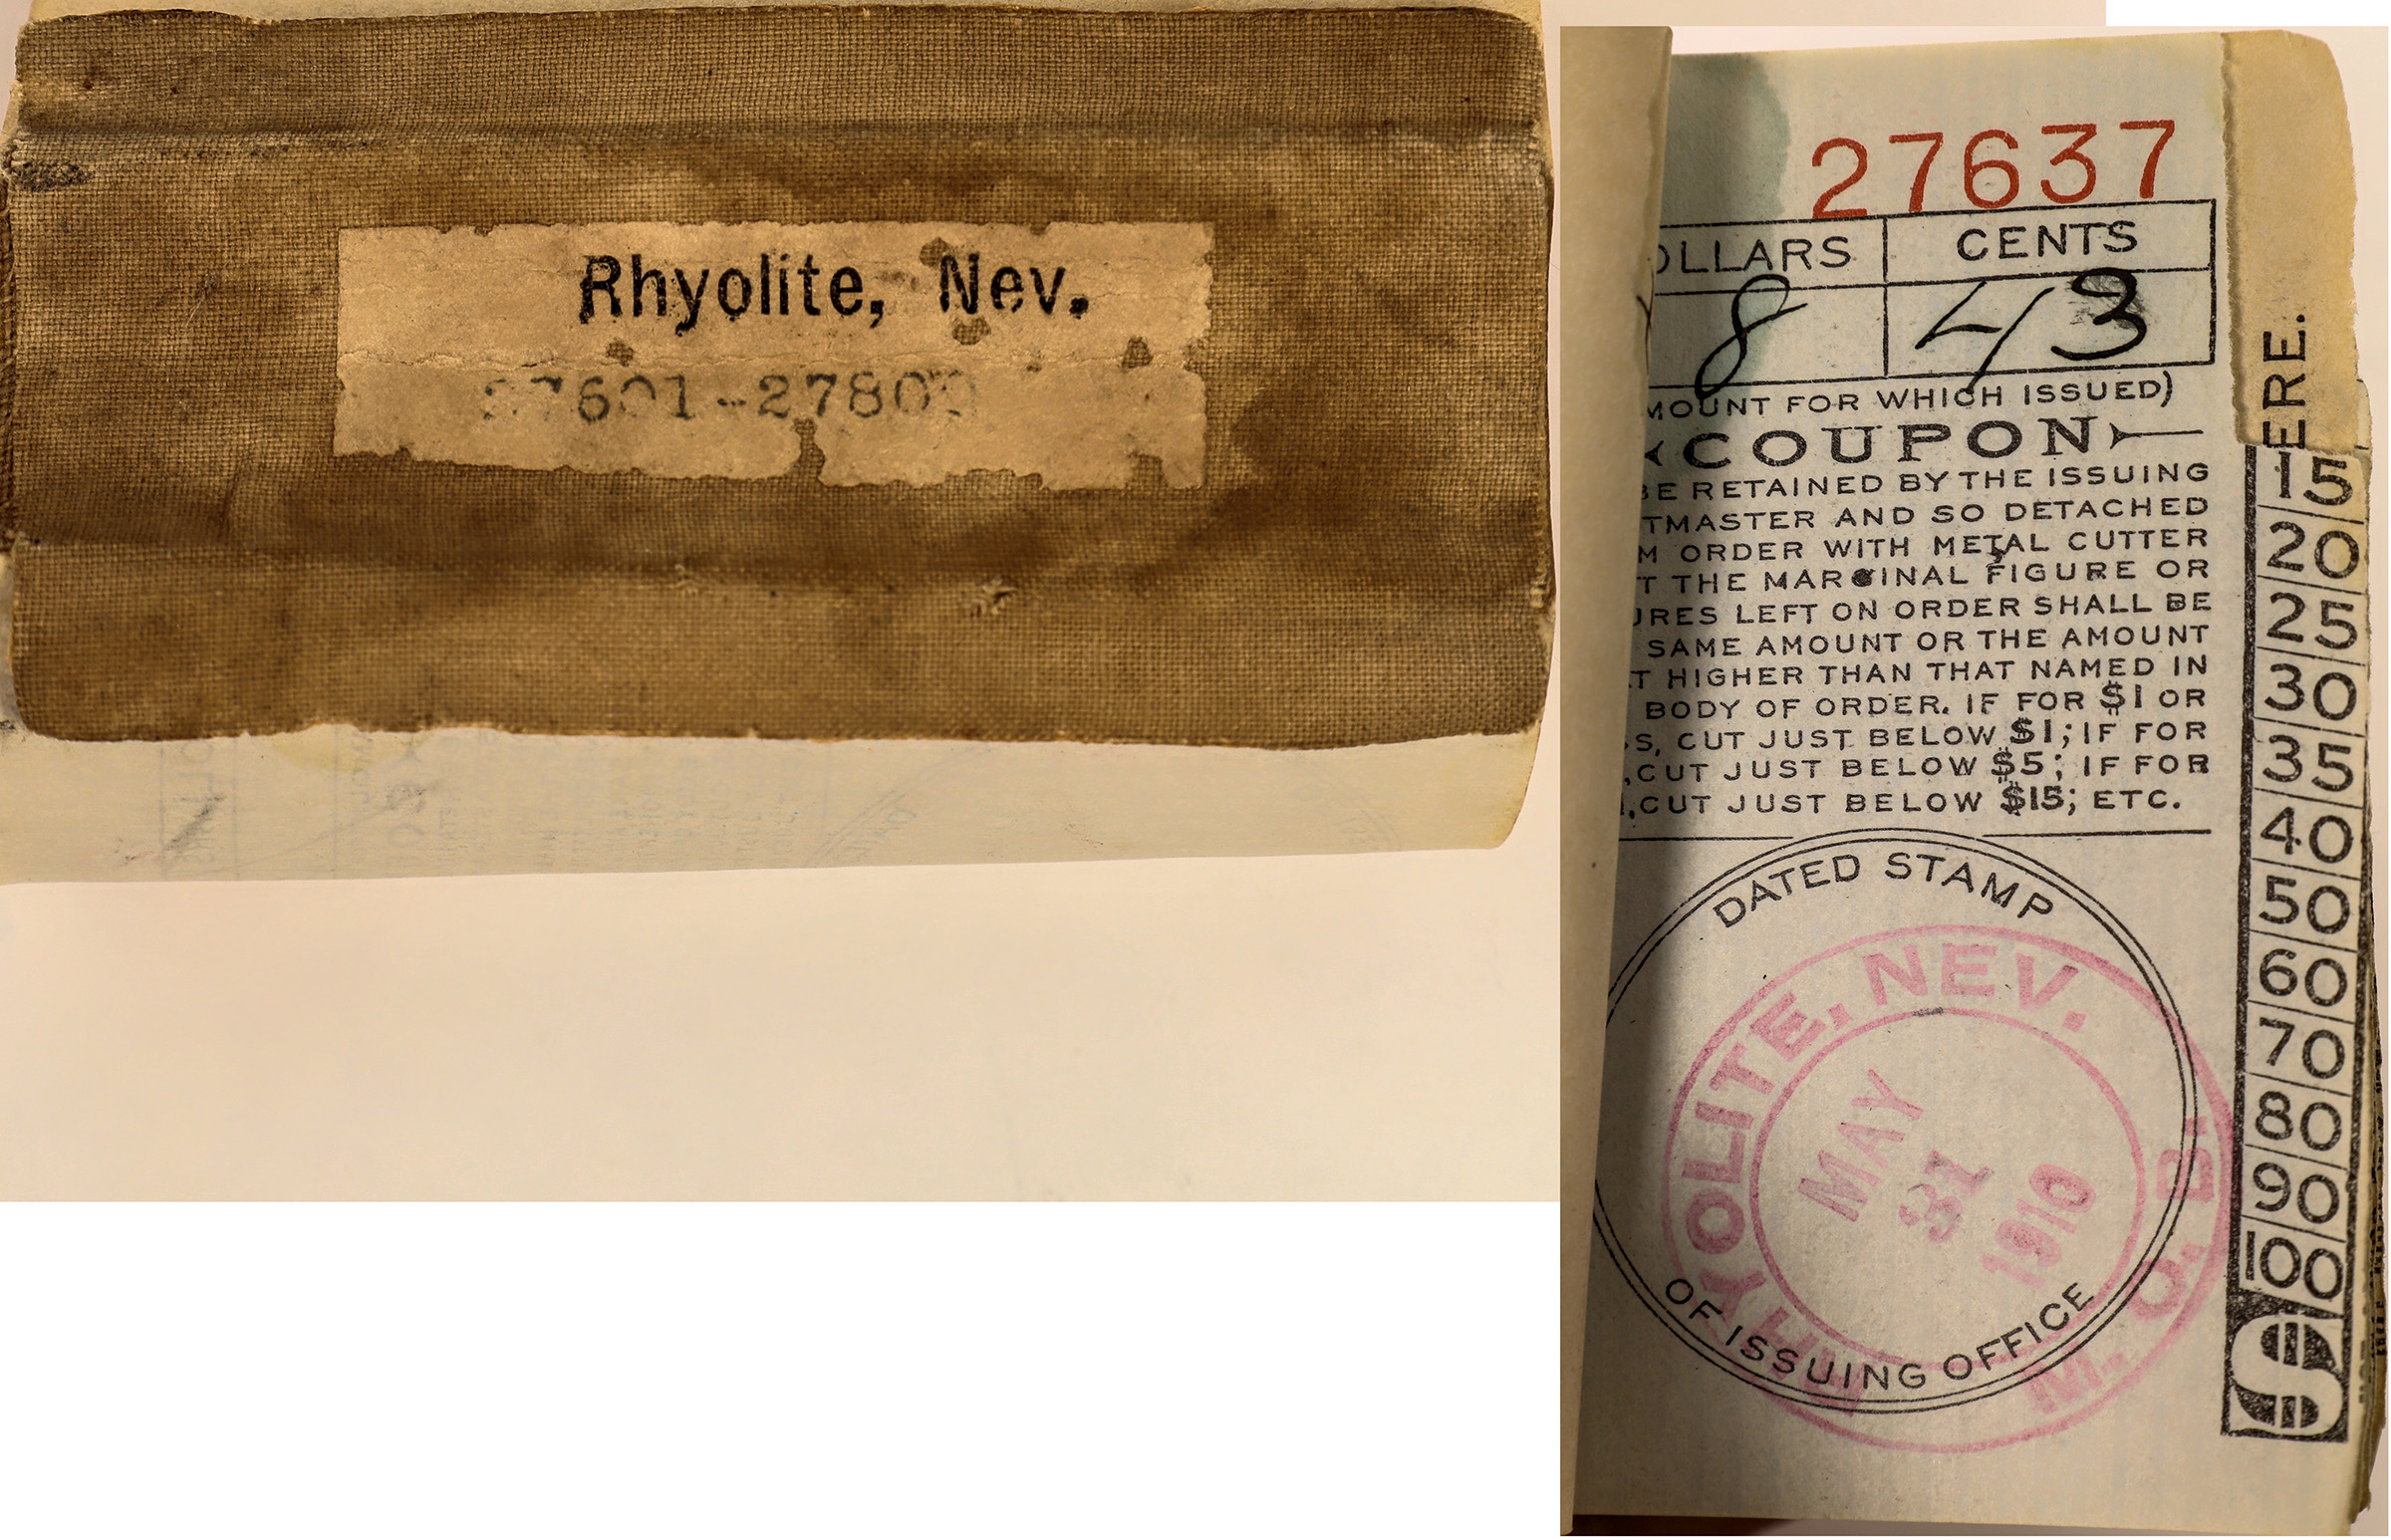 Rhyolite, Nev.
27601-27800
27637
OLLARS CENTS
8 43
MOUNT FOR WHICH ISSUED)
COUPON
BE RETAINED BY THE ISSUING
TMASTER AND SO DETACHED
M ORDER WITH METAL CUTTER
T THE MARGINAL FIGURE OR
URES LEFT ON ORDER SHALL BE
SAME AMOUNT OR THE AMOUNT
T HIGHER THAN THAT NAMED IN
BODY OF ORDER. IF FOR $1 OR
S, CUT JUST BELOW $1; IF FOR
,CUT JUST BELOW $5; IF FOR
,CUT JUST BELOW $15; ETC.
DATED STAMP
OF ISSUING OFFICE
RHYOLITE, NEV.
MAY
31
1910
M. O. B.
ERE.
15
20
25
30
35
40
50
60
70
80
90
100
$